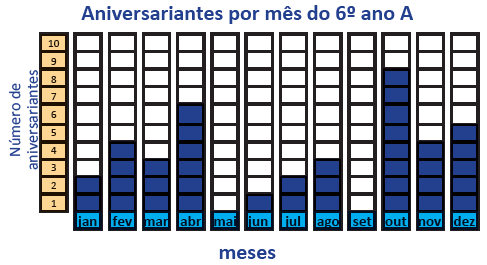 Aniversariantes por mês do 6º ano A
Número de
aniversariantes
10
9
8
7
6
5
4
3
2
1
jan fev mar abr mai jun jul ago set out nov dez
meses